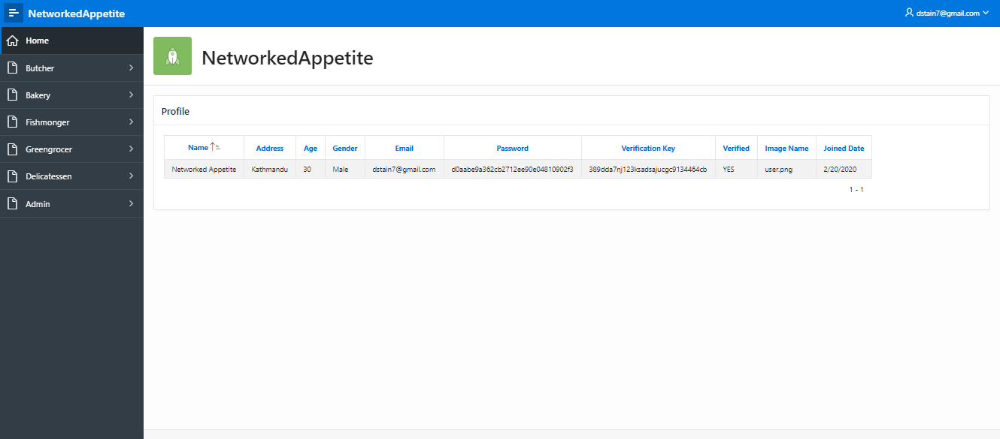 NetworkedAppetite
dstain7@gmail.com
Home
Butcher
Bakery
Fishmonger
Greengrocer
Delicatessen
Admin
NetworkedAppetite
Profile
Name Address Age Gender Email Password Verification Key Verified Image Name Joined Date
Networked Appetite Kathmandu 30 Male dstain7@gmail.com d0aabe9a362cb2712ee90e04810902f3 389dda7nj123ksadsajucgc9134464cb YES user.png 2/20/2020
1 - 1